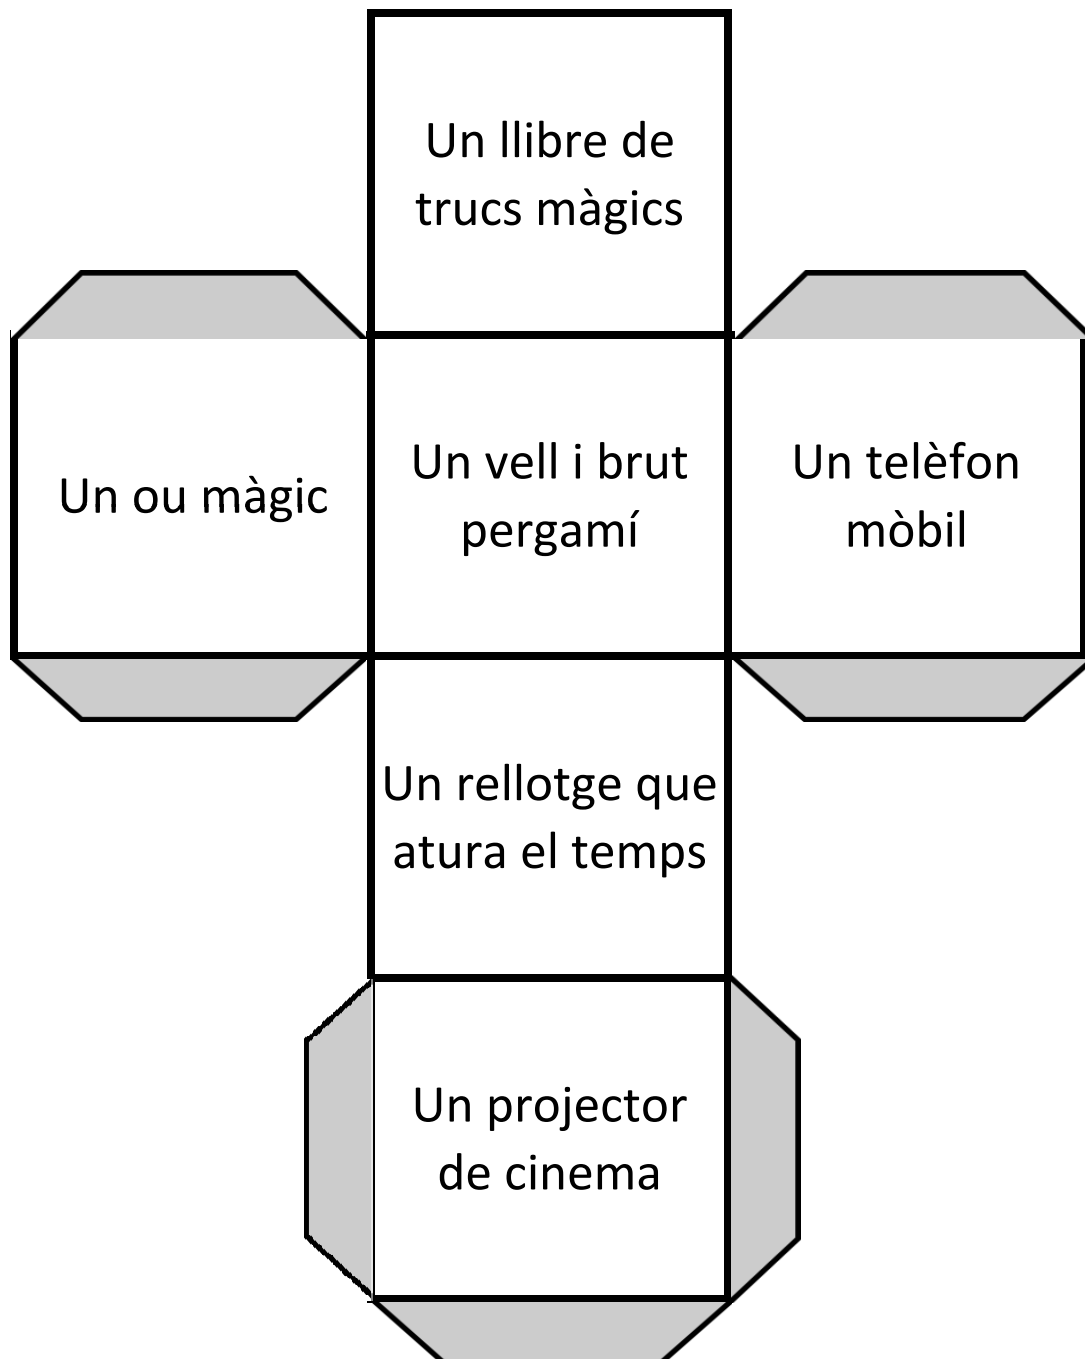 Un llibre de
trucs màgics
Un ou màgic
Un vell i brut
pergamí
Un telèfon
mòbil
Un rellotge que
atura el temps
Un projector
de cinema